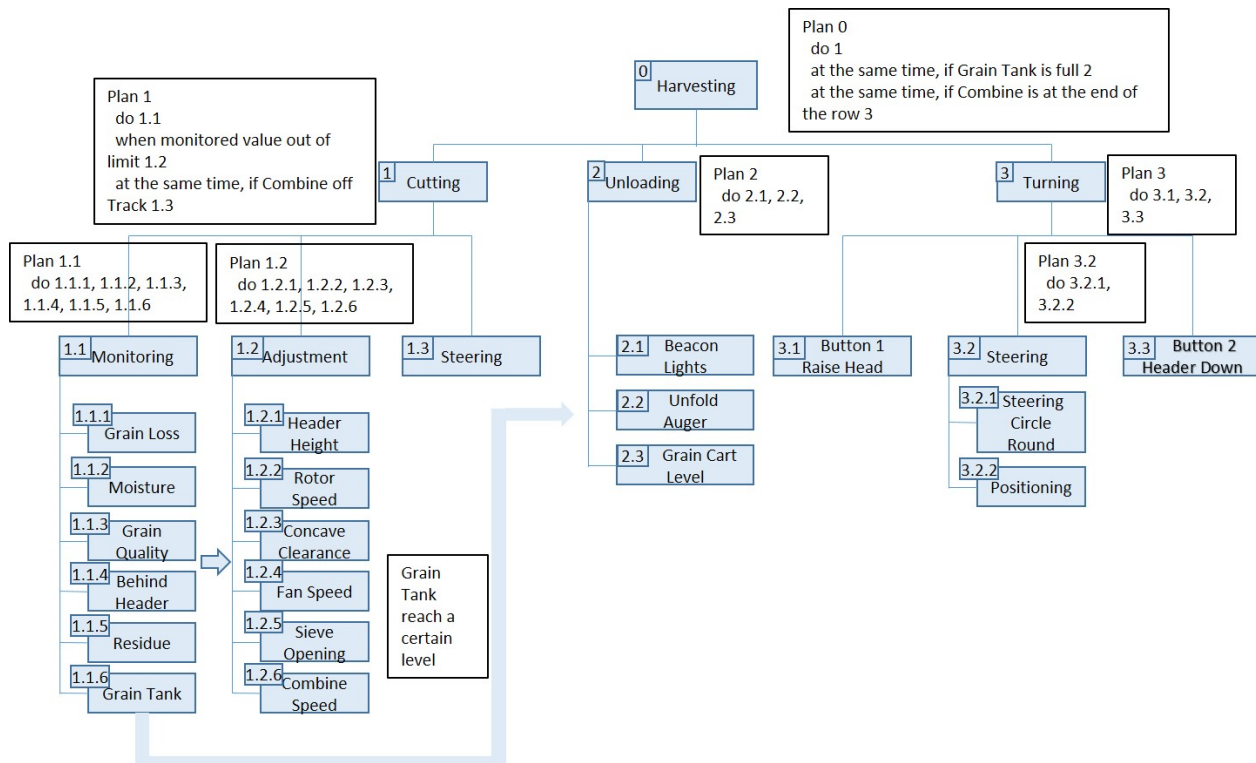 Plan 0
do 1
at the same time, if Grain Tank is full 2
at the same time, if Combine is at the end of
the row 3
0
Harvesting
Plan 1
do 1.1
when monitored value out of
limit 1.2
at the same time, if Combine off
Track 1.3
1
Cutting
2
Unloading
Plan 2
do 2.1, 2.2,
2.3
3
Turning
Plan 3
do 3.1, 3.2,
3.3
Plan 1.1
do 1.1.1, 1.1.2, 1.1.3,
1.1.4, 1.1.5, 1.1.6
Plan 1.2
do 1.2.1, 1.2.2, 1.2.3,
1.2.4, 1.2.5, 1.2.6
Plan 3.2
do 3.2.1,
3.2.2
1.1
Monitoring
1.2
Adjustment
1.3
Steering
2.1
Beacon
Lights
2.2
Unfold
Auger
2.3
Grain Cart
Level
3.1
Button 1
Raise Head
3.2
Steering
3.3
Button 2
Header Down
1.1.1
Grain Loss
1.1.2
Moisture
1.1.3
Grain
Quality
1.1.4
Behind
Header
1.1.5
Residue
1.1.6
Grain Tank
1.2.1
Header
Height
1.2.2
Rotor
Speed
1.2.3
Concave
Clearance
1.2.4
Fan Speed
1.2.5
Sieve
Opening
1.2.6
Combine
Speed
Grain
Tank
reach a
certain
level
3.2.1
Steering
Circle
Round
3.2.2
Positioning